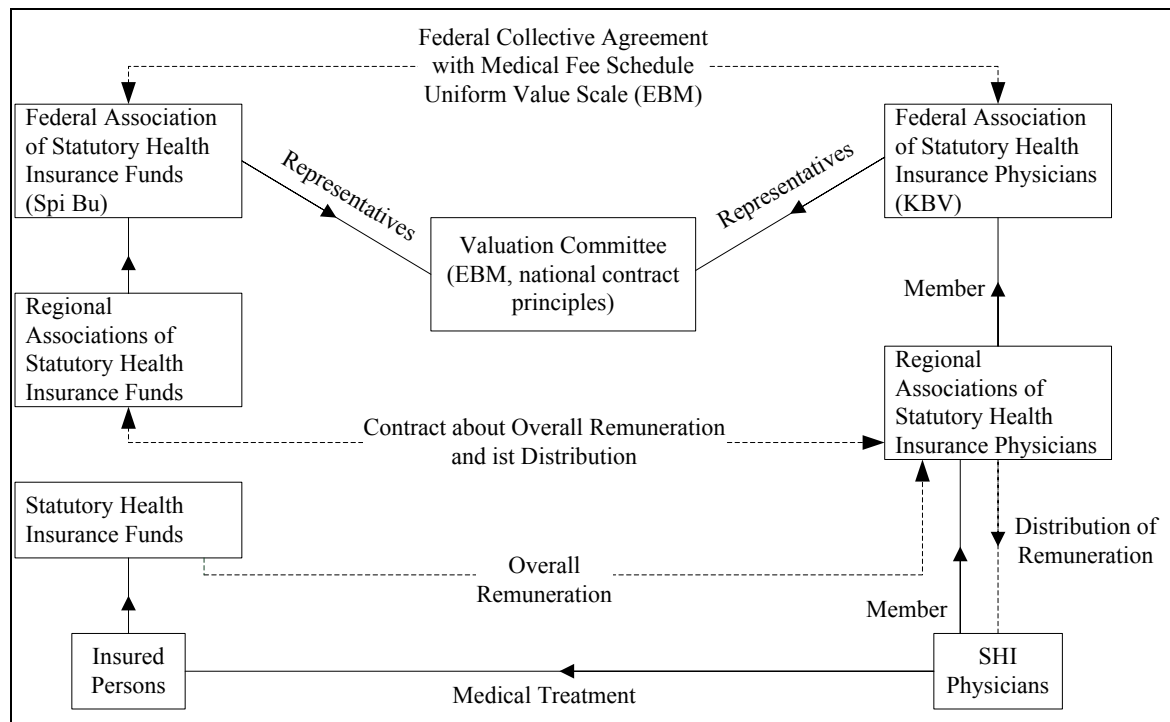 Federal Collective Agreement
with Medical Fee Schedule
Uniform Value Scale (EBM)
Federal Association
of Statutory Health
Insurance Funds
(Spi Bu)
Federal Association
of Statutory Health
Insurance Physicians
(KBV)
Representatives
Representatives
Valuation Committee
(EBM, national contract
principles)
Member
Regional
Associations of
Statutory Health
Insurance Funds
Regional
Associations of
Statutory Health
Insurance Physicians
Contract about Overall Remuneration
and ist Distribution
Statutory Health
Insurance Funds
Distribution of
Remuneration
Overall
Remuneration
Member
Insured
Persons
SHI
Physicians
Medical Treatment